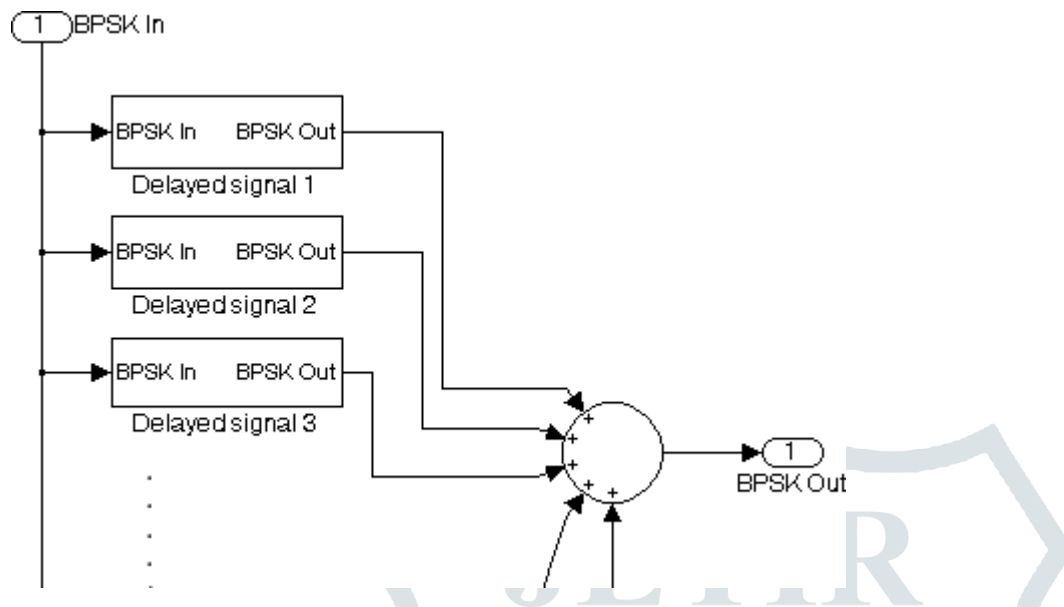 1 BPSK In
BPSK In BPSK Out
Delayed signal 1
BPSK In BPSK Out
Delayed signal 2
BPSK In BPSK Out
Delayed signal 3
+
+
+
+
+
1
BPSK Out
JETIR